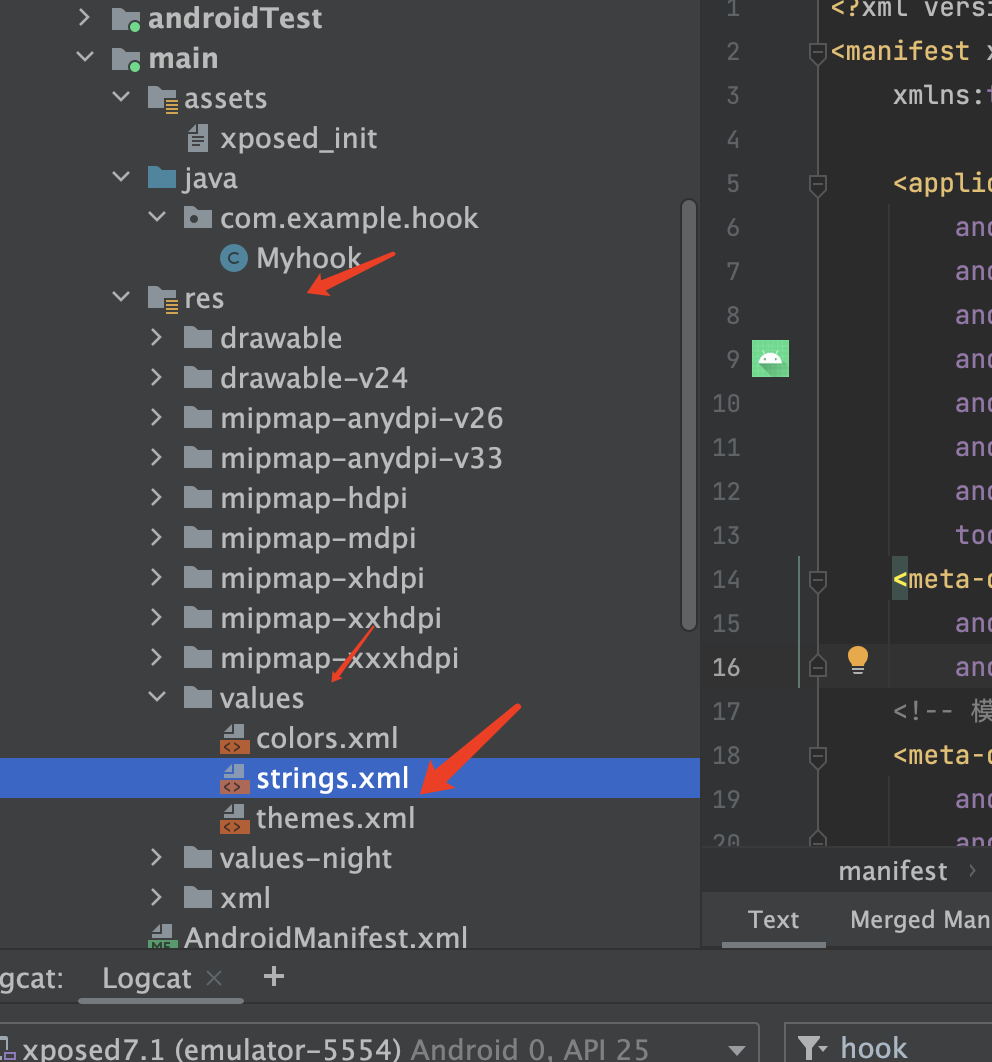 androidTest
main
assets
xposed_init
java
com.example.hook
Myhook
res
drawable
drawable-v24
mipmap-anydpi-v26
mipmap-anydpi-v33
mipmap-hdpi
mipmap-mdpi
mipmap-xhdpi
mipmap-xxhdpi
mipmap-xxxhdpi
values
colors.xml
strings.xml
themes.xml
values-night
xml
AndroidManifest.xml
1 <?xml versi
2 <manifest x
3 xmlns:t
4
5 <applic
6 and
7 and
8 and
9 and
10 and
11 and
12 and
13 too
14 <meta-d
15 and
16 and
17 <!-- 模
18 <meta-d
19 and
20 and
manifest
Text Merged Man
gcat: Logcat
xposed7.1 (emulator-5554) Android 0, API 25
hook